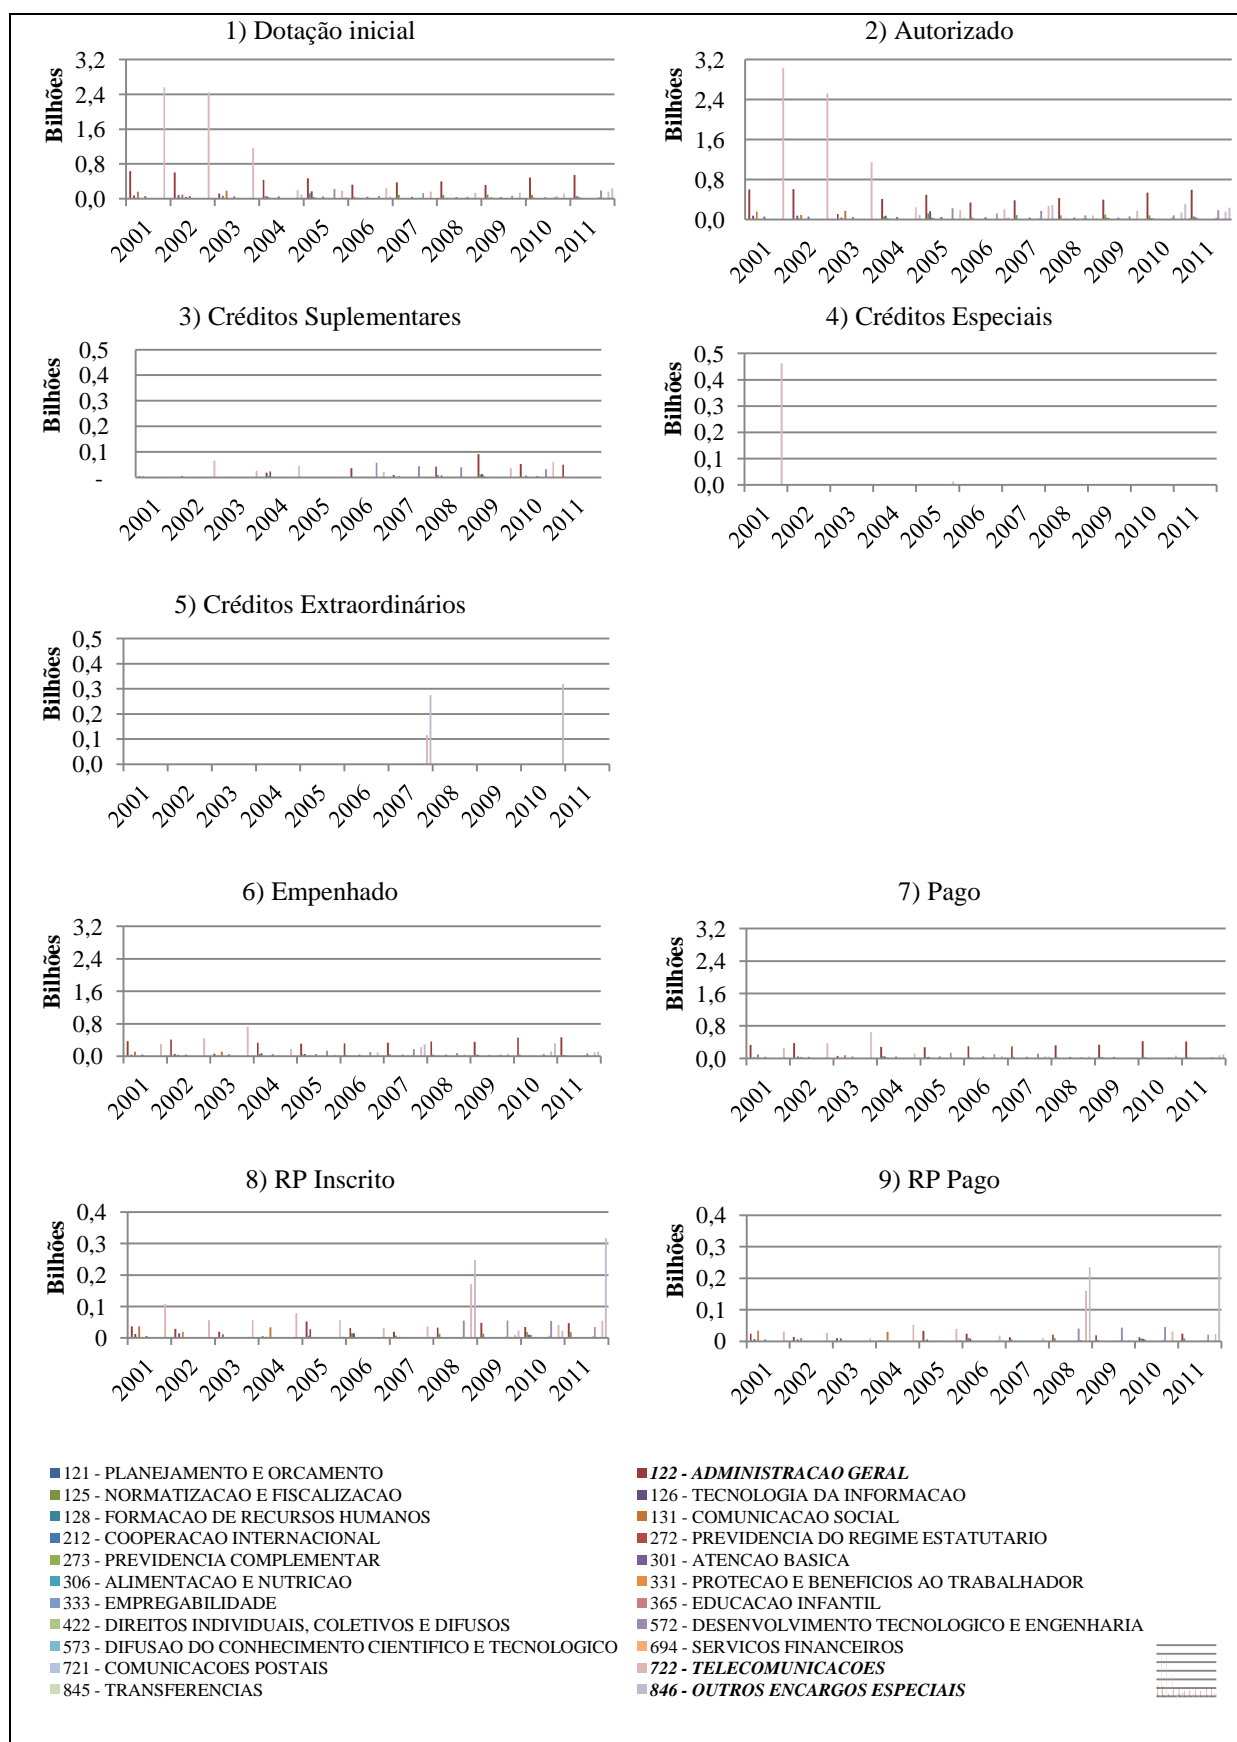 1) Dotação inicial
Bilhões
3,2
2,4
1,6
0,8
0,0
2001 2002 2003 2004 2005 2006 2007 2008 2009 2010 2011
2) Autorizado
Bilhões
3,2
2,4
1,6
0,8
0,0
2001 2002 2003 2004 2005 2006 2007 2008 2009 2010 2011
3) Créditos Suplementares
Bilhões
0,5
0,4
0,3
0,2
0,1
-
2001 2002 2003 2004 2005 2006 2007 2008 2009 2010 2011
4) Créditos Especiais
Bilhões
0,5
0,4
0,3
0,2
0,1
0,0
2001 2002 2003 2004 2005 2006 2007 2008 2009 2010 2011
5) Créditos Extraordinários
Bilhões
0,5
0,4
0,3
0,2
0,1
0,0
2001 2002 2003 2004 2005 2006 2007 2008 2009 2010 2011
6) Empenhado
Bilhões
3,2
2,4
1,6
0,8
0,0
2001 2002 2003 2004 2005 2006 2007 2008 2009 2010 2011
7) Pago
Bilhões
3,2
2,4
1,6
0,8
0,0
2001 2002 2003 2004 2005 2006 2007 2008 2009 2010 2011
8) RP Inscrito
Bilhões
0,4
0,3
0,2
0,1
0
2001 2002 2003 2004 2005 2006 2007 2008 2009 2010 2011
9) RP Pago
Bilhões
0,4
0,3
0,2
0,1
0
2001 2002 2003 2004 2005 2006 2007 2008 2009 2010 2011
121 - PLANEJAMENTO E ORCAMENTO
122 - ADMINISTRACAO GERAL
125 - NORMATIZACAO E FISCALIZACAO
126 - TECNOLOGIA DA INFORMACAO
128 - FORMACAO DE RECURSOS HUMANOS
131 - COMUNICACAO SOCIAL
212 - COOPERACAO INTERNACIONAL
272 - PREVIDENCIA DO REGIME ESTATUTARIO
273 - PREVIDENCIA COMPLEMENTAR
301 - ATENCAO BASICA
306 - ALIMENTACAO E NUTRICAO
331 - PROTECAO E BENEFICIOS AO TRABALHADOR
333 - EMPREGABILIDADE
365 - EDUCACAO INFANTIL
422 - DIREITOS INDIVIDUAIS, COLETIVOS E DIFUSOS
572 - DESENVOLVIMENTO TECNOLOGICO E ENGENHARIA
573 - DIFUSAO DO CONHECIMENTO CIENTIFICO E TECNOLOGICO
694 - SERVICOS FINANCEIROS
721 - COMUNICACOES POSTAIS
722 - TELECOMUNICACOES
845 - TRANSFERENCIAS
846 - OUTROS ENCARGOS ESPECIAIS